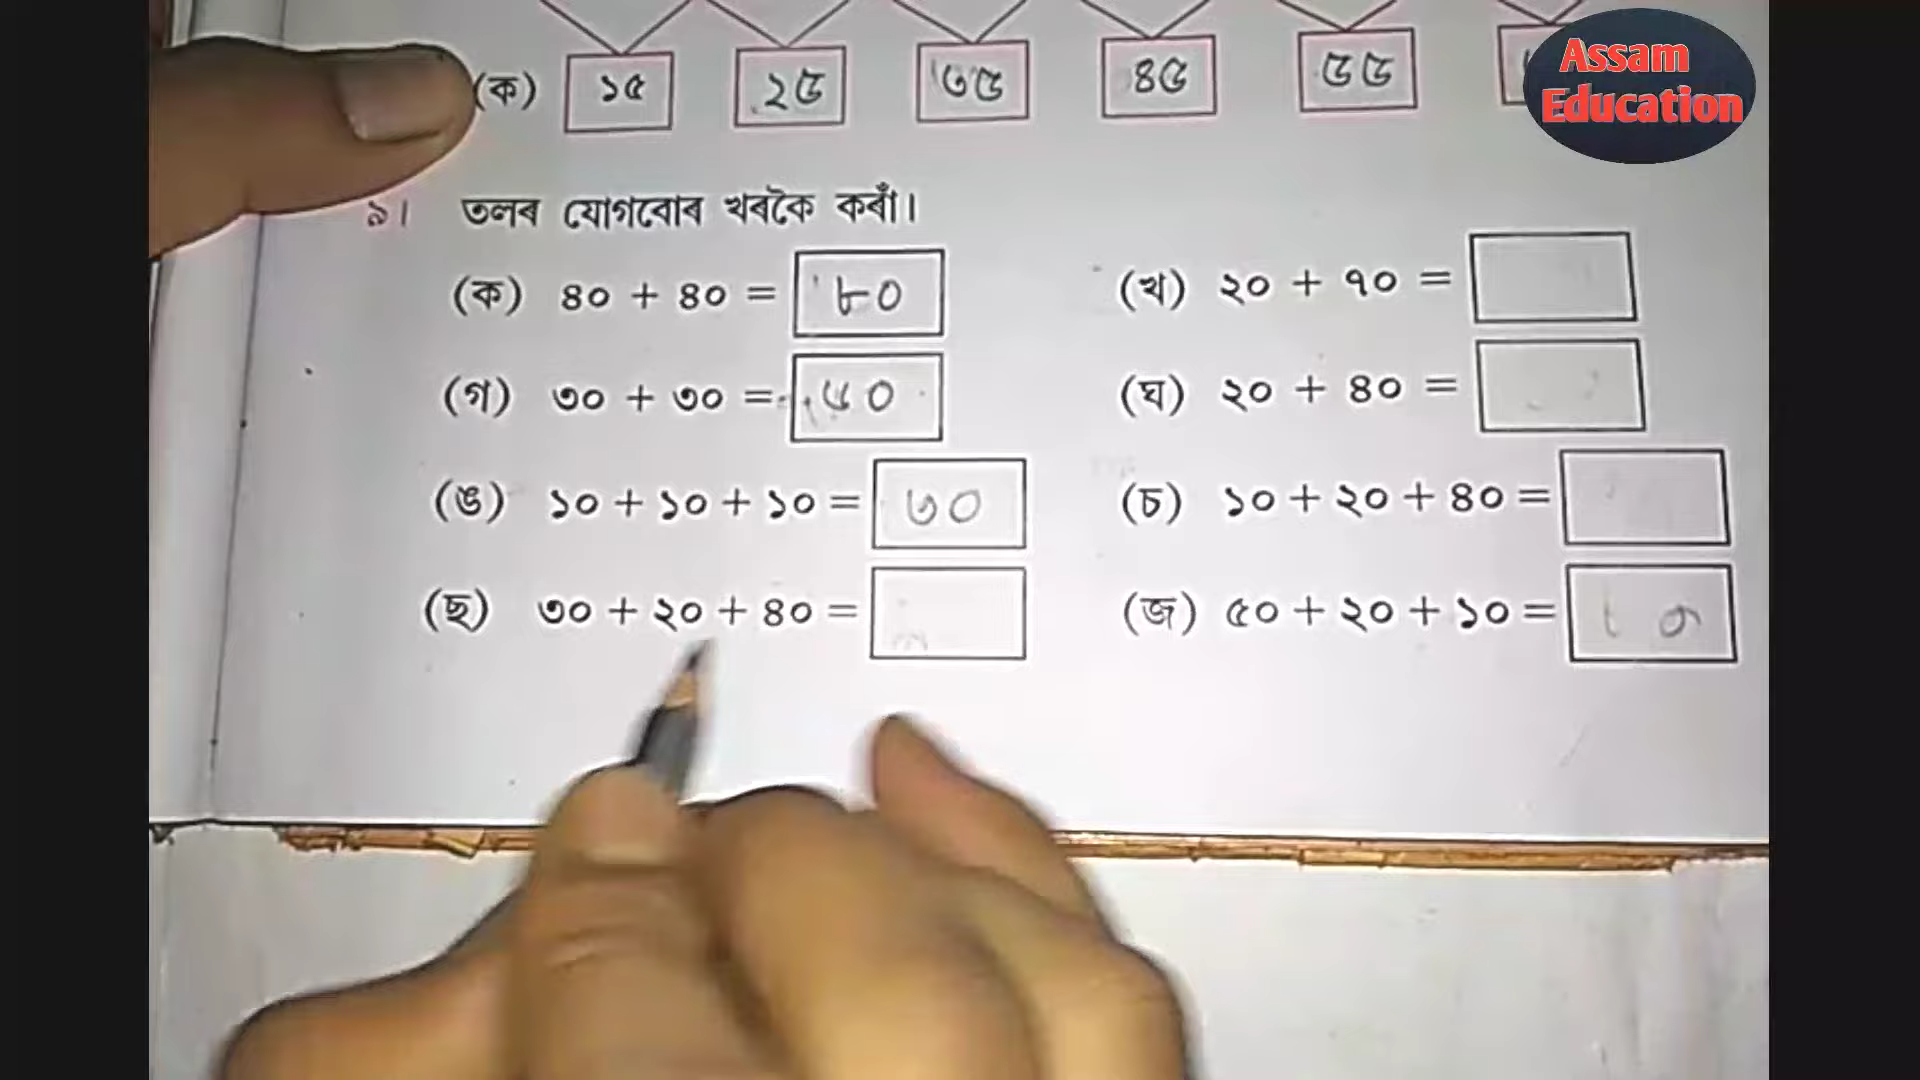 Assam
Education
(ক) ১৫ ২৫ ৩৫ ৪৫ ৫৫
৯। তলৰ যোগবোৰ খৰকৈ কৰাঁ।
(ক) ৪০ + ৪০ = ৮০ (খ) ২০ + ৭০ =
(গ) ৩০ + ৩০ = ৬০ (ঘ) ২০ + ৪০ =
(ঙ) ১০ + ১০ + ১০ = ৩০ (চ) ১০ + ২০ + ৪০ =
(ছ) ৩০ + ২০ + ৪০ = (জ) ৫০ + ২০ + ১০ =